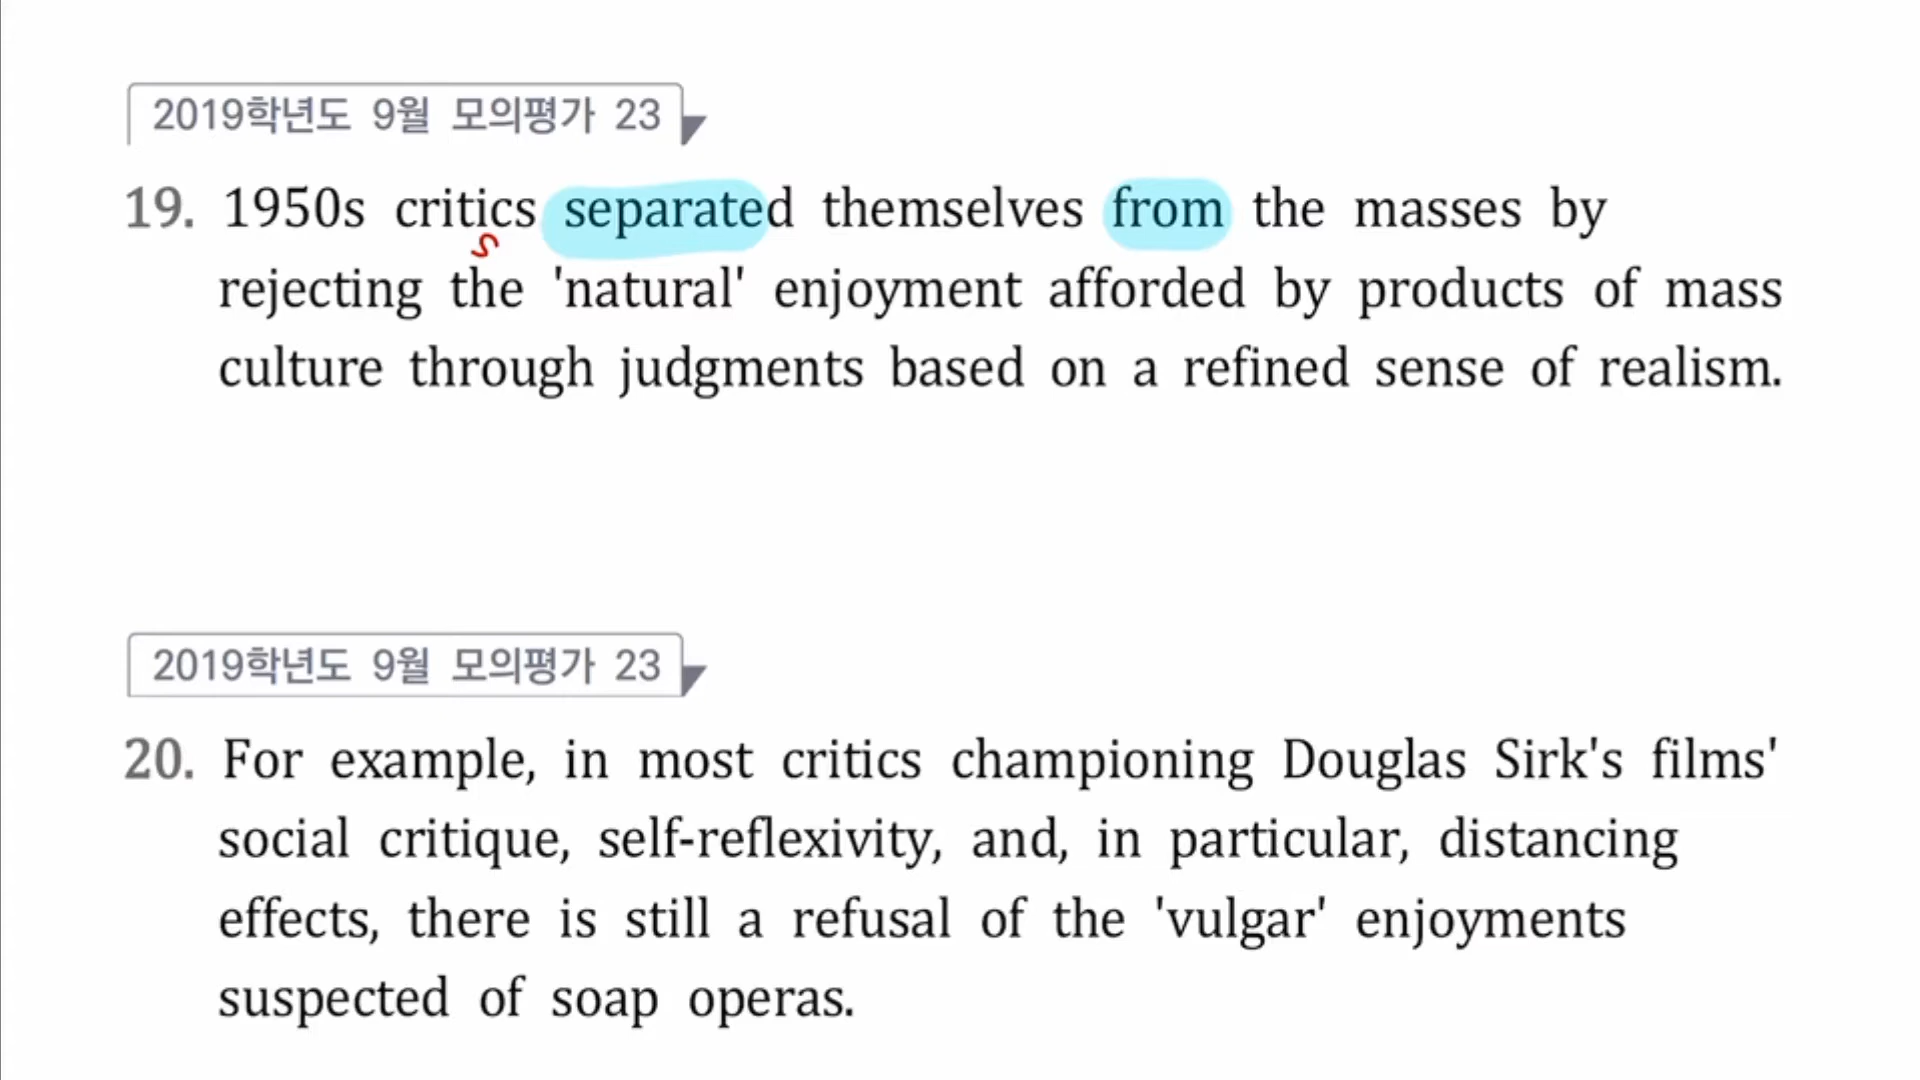 2019학년도 9월 모의평가 23
19. 1950s critics separated themselves from the masses by
s
rejecting the 'natural' enjoyment afforded by products of mass
culture through judgments based on a refined sense of realism.
2019학년도 9월 모의평가 23
20. For example, in most critics championing Douglas Sirk's films'
social critique, self-reflexivity, and, in particular, distancing
effects, there is still a refusal of the 'vulgar' enjoyments
suspected of soap operas.